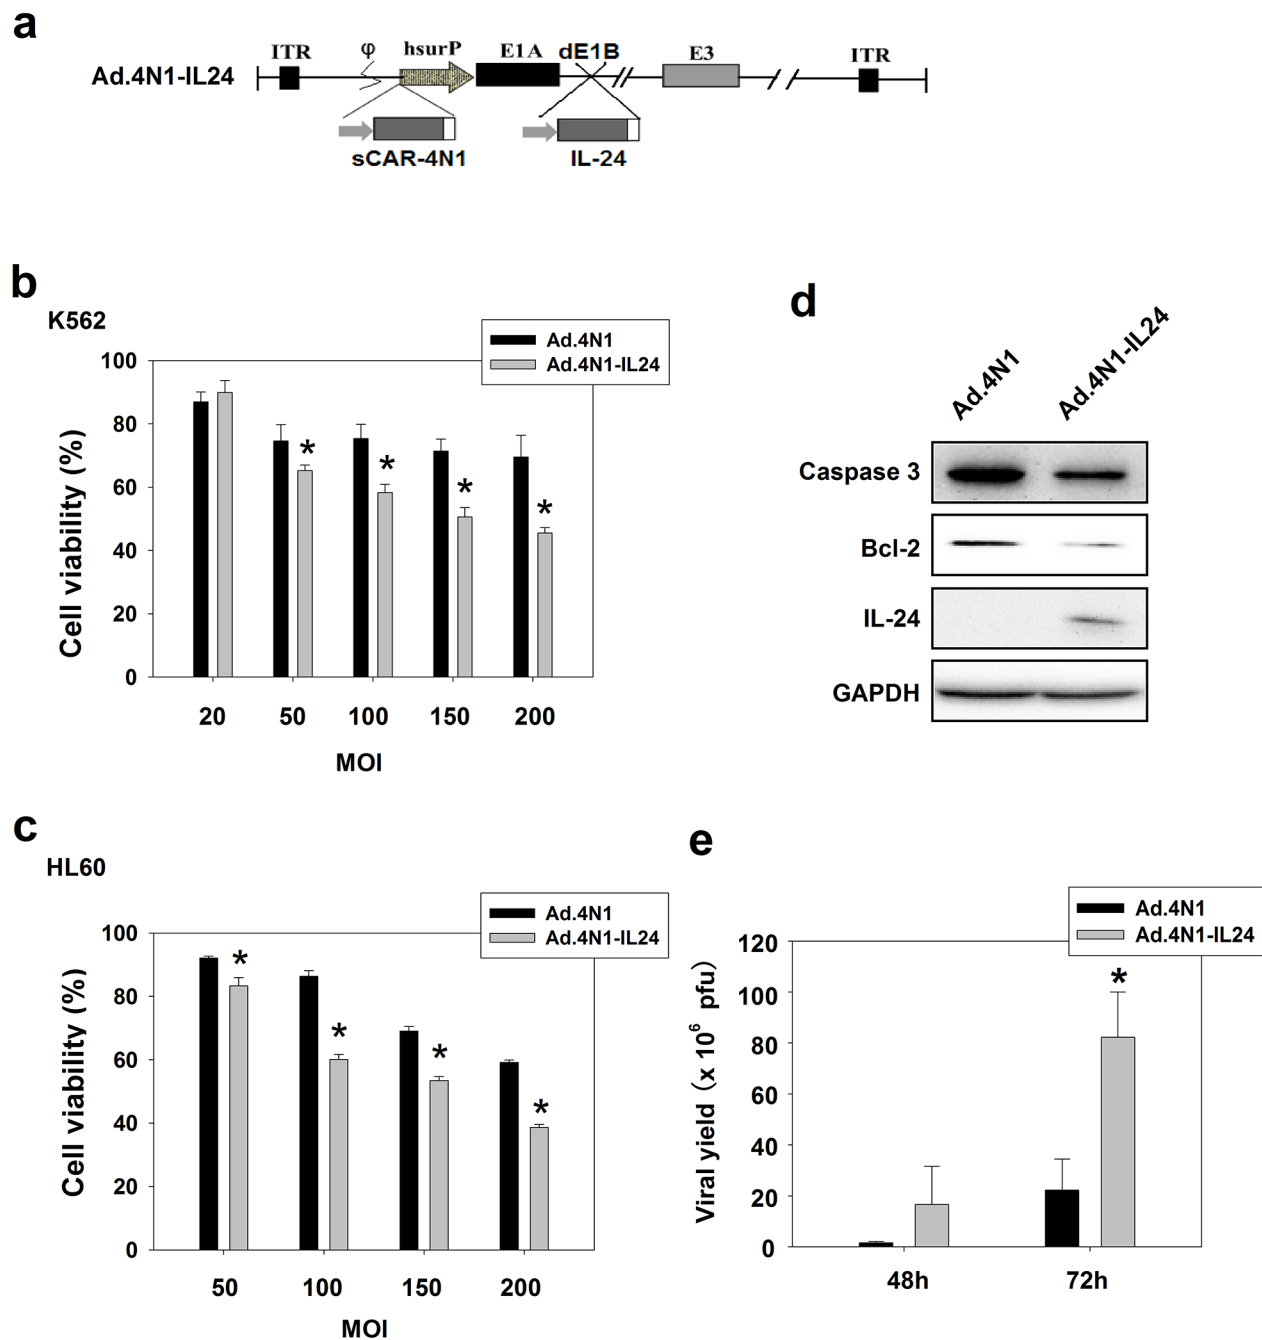 a
ITR φ hsurP E1A dE1B E3 ITR
Ad.4N1-IL24
sCAR-4N1 IL-24
b
K562
Ad.4N1
Ad.4N1-IL24
Cell viability (%)
100
80
60
40
20
0
* * * *
20 50 100 150 200
MOI
c
HL60
Ad.4N1
Ad.4N1-IL24
Cell viability (%)
100
80
60
40
20
0
* * * *
50 100 150 200
MOI
d
Ad.4N1 Ad.4N1-IL24
Caspase 3
Bcl-2
IL-24
GAPDH
e
Ad.4N1
Ad.4N1-IL24
Viral yield (x 10⁶ pfu)
120
100
80
60
40
20
0
*
48h 72h